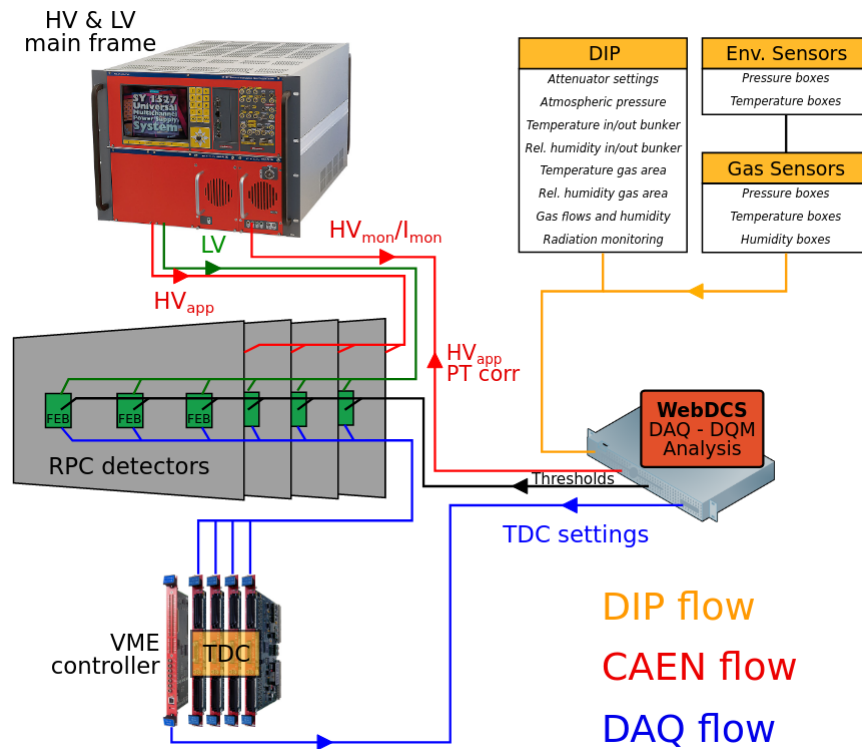 HV & LV
main frame
SY 1527
Universal
Multichannel
Power Supply
System
DIP
Attenuator settings
Atmospheric pressure
Temperature in/out bunker
Rel. humidity in/out bunker
Temperature gas area
Rel. humidity gas area
Gas flows and humidity
Radiation monitoring
Env. Sensors
Pressure boxes
Temperature boxes
Gas Sensors
Pressure boxes
Temperature boxes
Humidity boxes
LV
HVmon/Imon
HVapp
HVapp
PT corr
FEB
FEB
FEB
RPC detectors
WebDCS
DAQ - DQM
Analysis
Thresholds
TDC settings
VME
controller
TDC
DIP flow
CAEN flow
DAQ flow